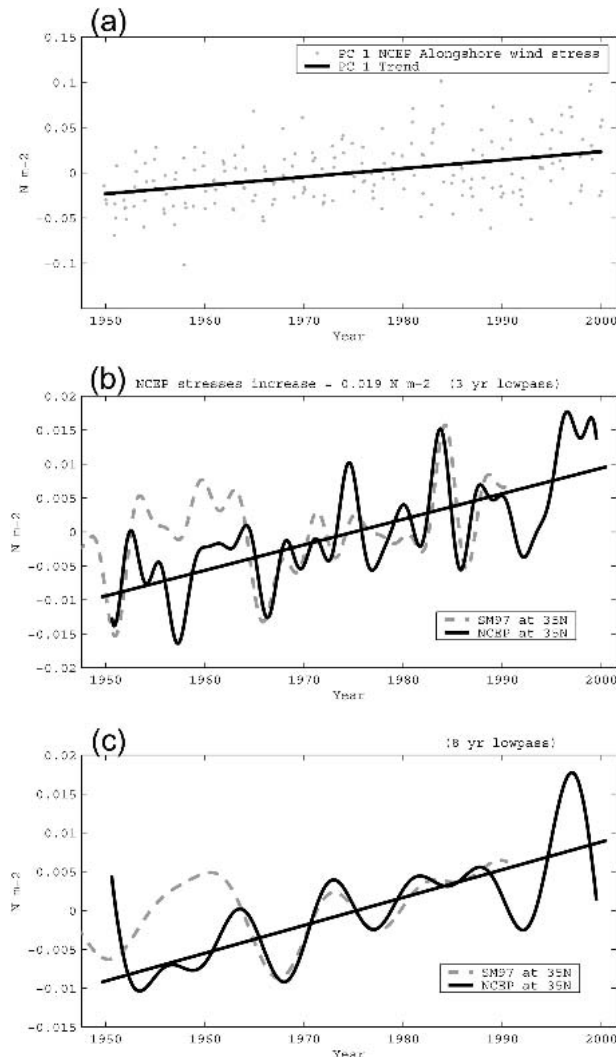 (a)
0.15
PC 1 NCEP Alongshore wind stress
PC 1 Trend
0.1
0.05
0
-0.05
-0.1
N m-2
1950 1960 1970 1980 1990 2000
Year
(b)
NCEP stresses increase = 0.019 N m-2 (3 yr lowpass)
0.02
0.015
0.01
0.005
0
-0.005
-0.01
-0.015
-0.02
N m-2
SM97 at 35N
NCEP at 35N
1950 1960 1970 1980 1990 2000
Year
(c)
(8 yr lowpass)
0.02
0.015
0.01
0.005
0
-0.005
-0.01
-0.015
N m-2
SM97 at 35N
NCEP at 35N
1950 1960 1970 1980 1990 2000
Year